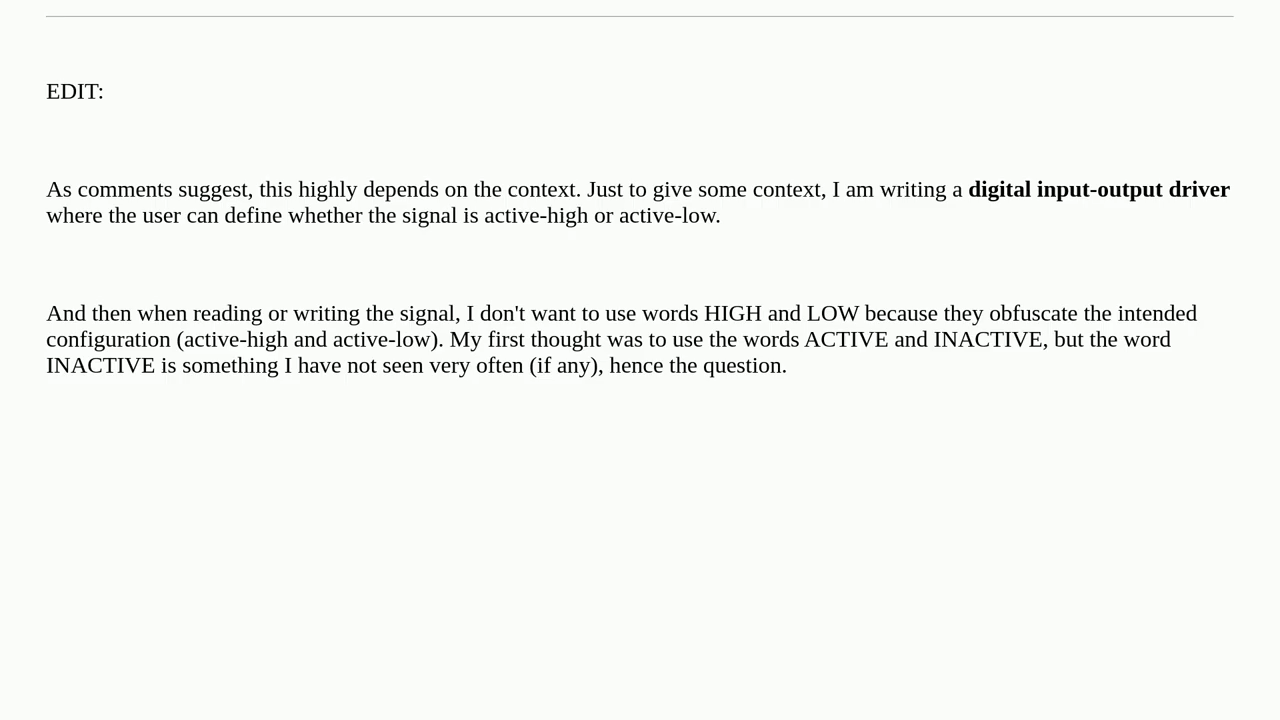 EDIT:
As comments suggest, this highly depends on the context. Just to give some context, I am writing a digital input-output driver
where the user can define whether the signal is active-high or active-low.
And then when reading or writing the signal, I don't want to use words HIGH and LOW because they obfuscate the intended
configuration (active-high and active-low). My first thought was to use the words ACTIVE and INACTIVE, but the word
INACTIVE is something I have not seen very often (if any), hence the question.